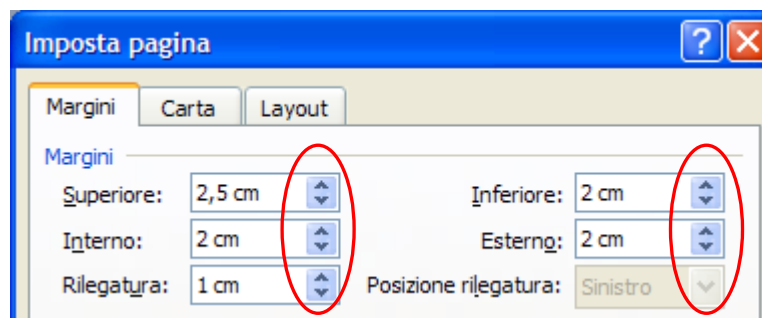 Imposta pagina
Margini Carta Layout
Margini
Superiore: 2,5 cm Inferiore: 2 cm
Interno: 2 cm Esterno: 2 cm
Rilegatura: 1 cm Posizione rilegatura: Sinistro